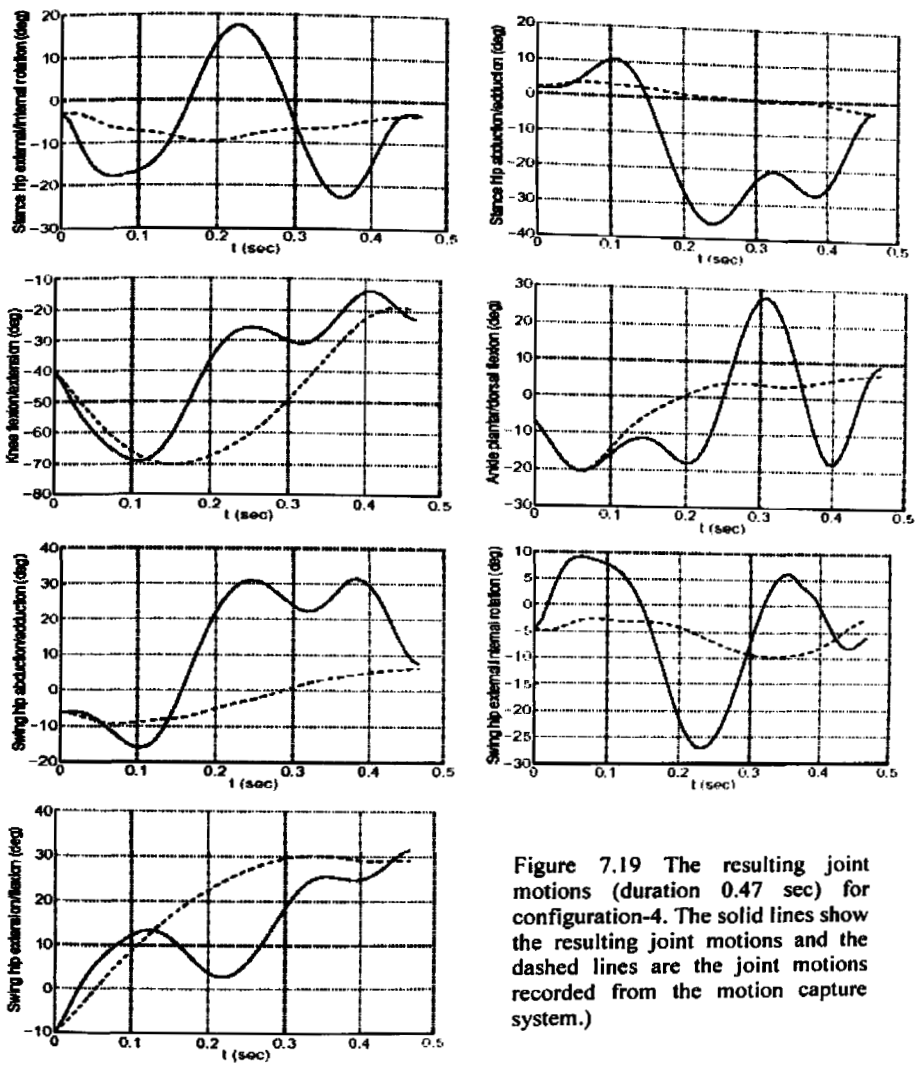 Stance hip external/internal rotation (deg)
20
10
0
-10
-20
-30
0 0.1 0.2 0.3 0.4 0.5
t (sec)
Stance hip abduction/adduction (deg)
20
10
0
-10
-20
-30
-40
0 0.1 0.2 0.3 0.4 0.5
t (sec)
Knee flexion/extension (deg)
-10
-20
-30
-40
-50
-60
-70
-80
0 0.1 0.2 0.3 0.4 0.5
t (sec)
Ankle plantar/dorsal flexion (deg)
30
20
10
0
-10
-20
-30
0 0.1 0.2 0.3 0.4 0.5
t (sec)
Swing hip abduction/adduction (deg)
40
30
20
10
0
-10
-20
0 0.1 0.2 0.3 0.4 0.5
t (sec)
Swing hip external/internal rotation (deg)
10
5
0
-5
-10
-15
-20
-25
-30
0 0.1 0.2 0.3 0.4 0.5
t (sec)
Swing hip extension/flexion (deg)
40
30
20
10
0
-10
0 0.1 0.2 0.3 0.4 0.5
t (sec)
Figure 7.19 The resulting joint
motions (duration 0.47 sec) for
configuration-4. The solid lines show
the resulting joint motions and the
dashed lines are the joint motions
recorded from the motion capture
system.)